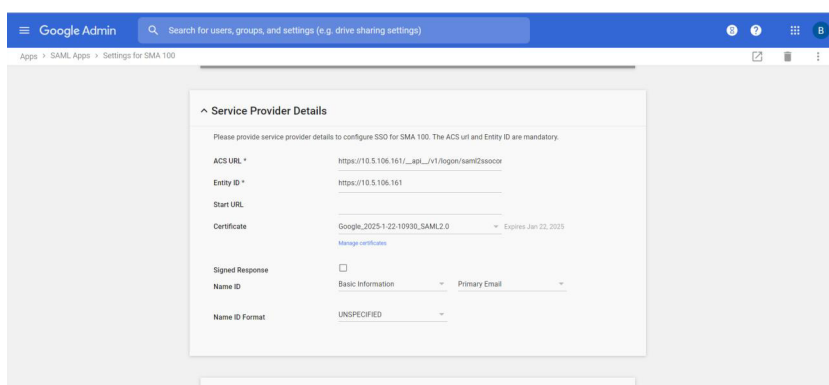 Google Admin
Search for users, groups, and settings (e.g. drive sharing settings)
8
?
B
Apps > SAML Apps > Settings for SMA 100
Service Provider Details
Please provide service provider details to configure SSO for SMA 100. The ACS url and Entity ID are mandatory.
ACS URL *
https://10.5.106.161/__api__/v1/logon/saml2ssocor
Entity ID *
https://10.5.106.161
Start URL
Certificate
Google_2025-1-22-10930_SAML2.0
Expires Jan 22, 2025
Manage certificates
Signed Response
Name ID
Basic Information
Primary Email
Name ID Format
UNSPECIFIED